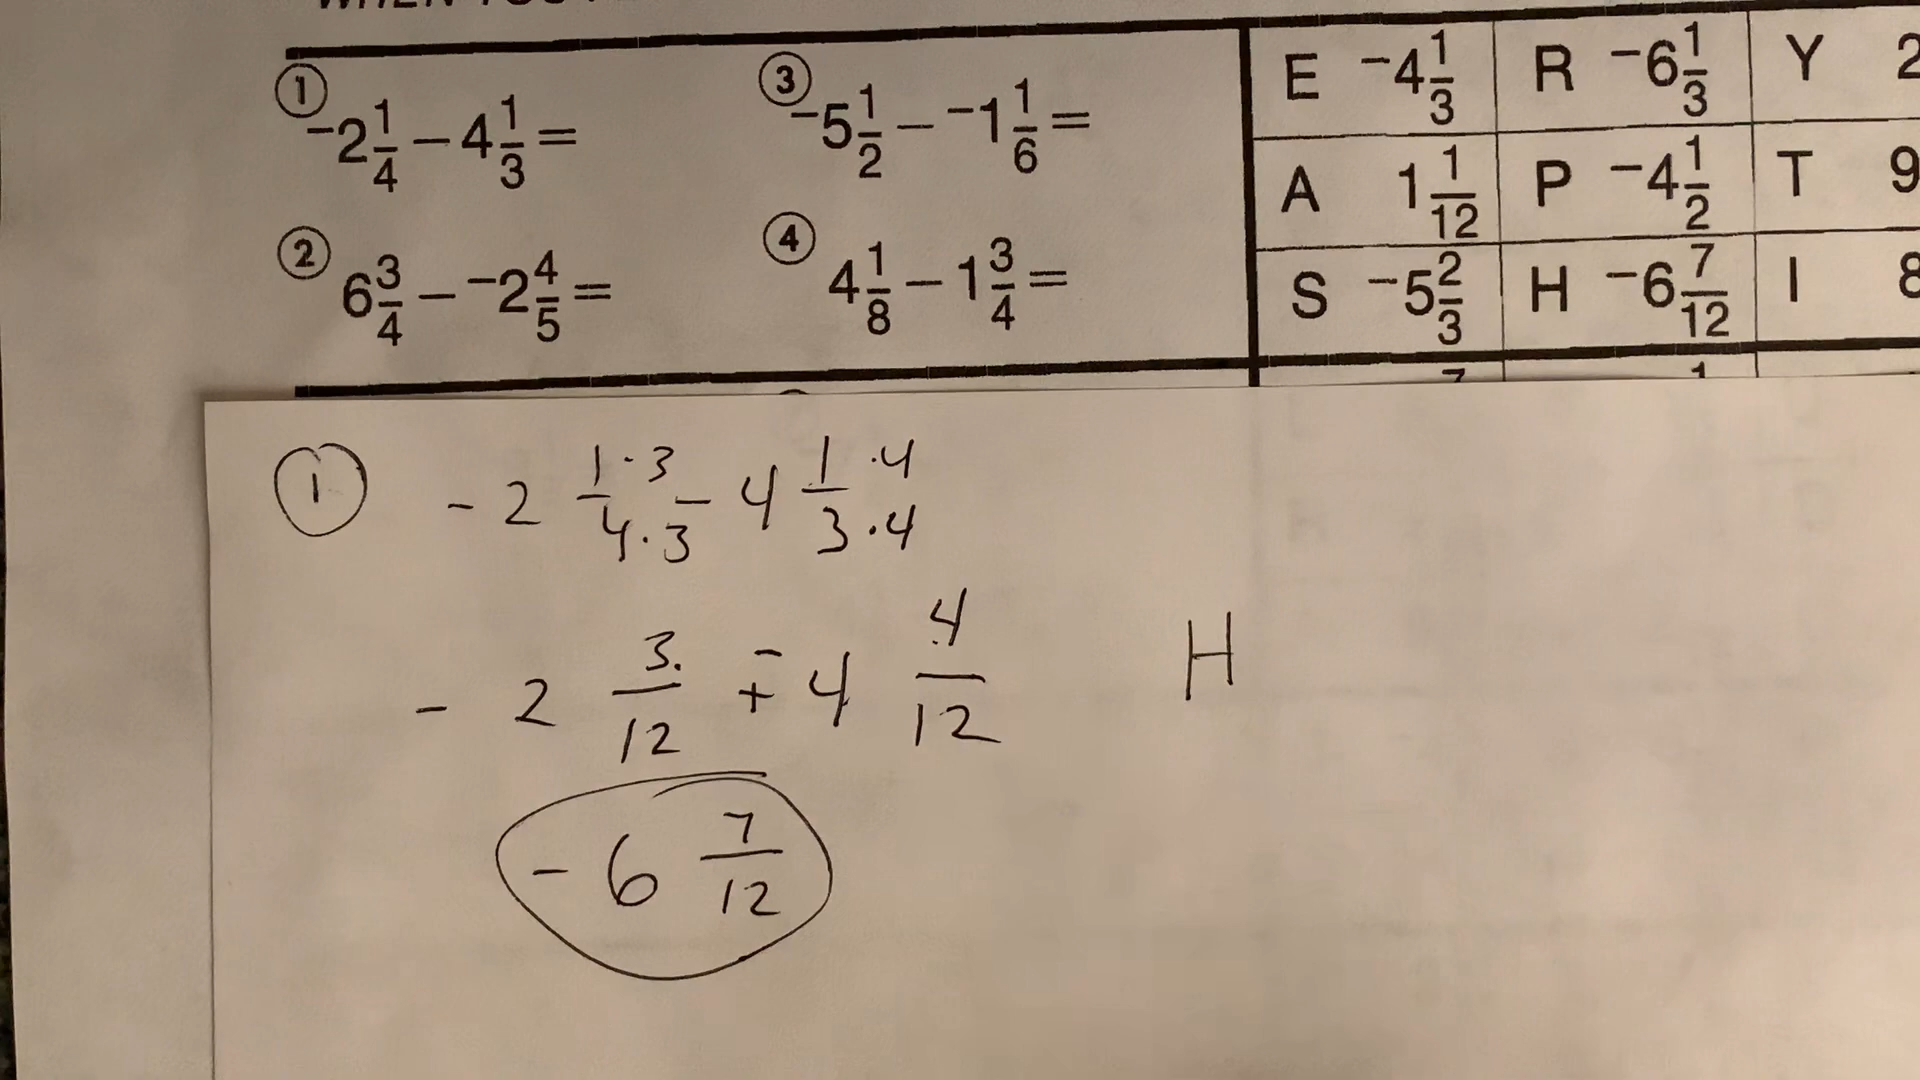 ① ⁻2 1/4 − 4 1/3 =
② 6 3/4 − ⁻2 4/5 =
③ ⁻5 1/2 − ⁻1 1/6 =
④ 4 1/8 − 1 3/4 =
E ⁻4 1/3 R ⁻6 1/3 Y 2
A 1 1/12 P ⁻4 1/2 T 9
S ⁻5 2/3 H ⁻6 7/12 I 8
① - 2 1·3/4·3 - 4 1·4/3·4
- 2 3/12 + ⁻4 4/12 H
- 6 7/12